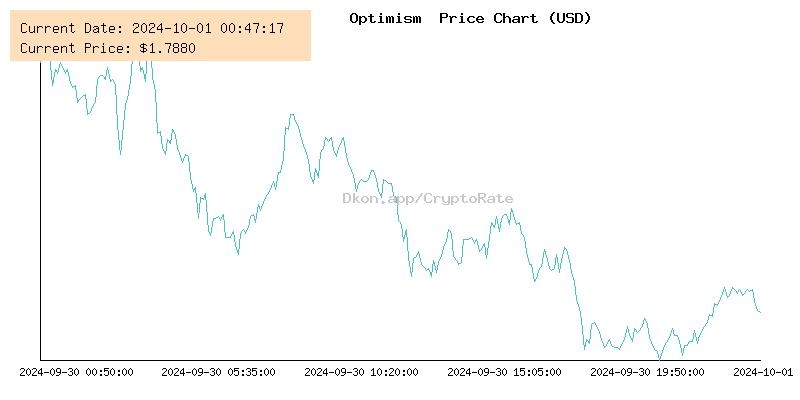 Optimism Price Chart (USD)
Current Date: 2024-10-01 00:47:17
Current Price: $1.7880
Dkon.app/CryptoRate
2024-09-30 00:50:00 2024-09-30 05:35:00 2024-09-30 10:20:00 2024-09-30 15:05:00 2024-09-30 19:50:00 2024-10-01